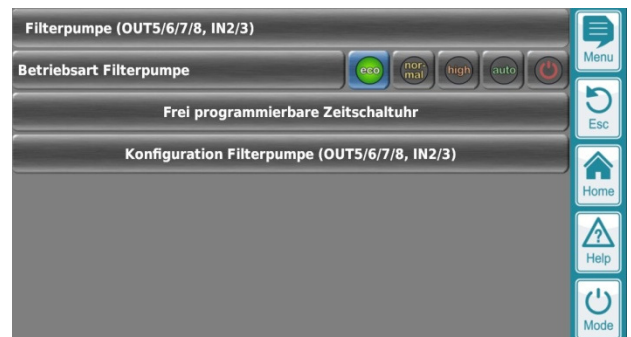 Filterpumpe (OUT5/6/7/8, IN2/3)
Menu
Betriebsart Filterpumpe
eco
nor-
mal
high
auto
Frei programmierbare Zeitschaltuhr
Esc
Konfiguration Filterpumpe (OUT5/6/7/8, IN2/3)
Home
?
Help
Mode